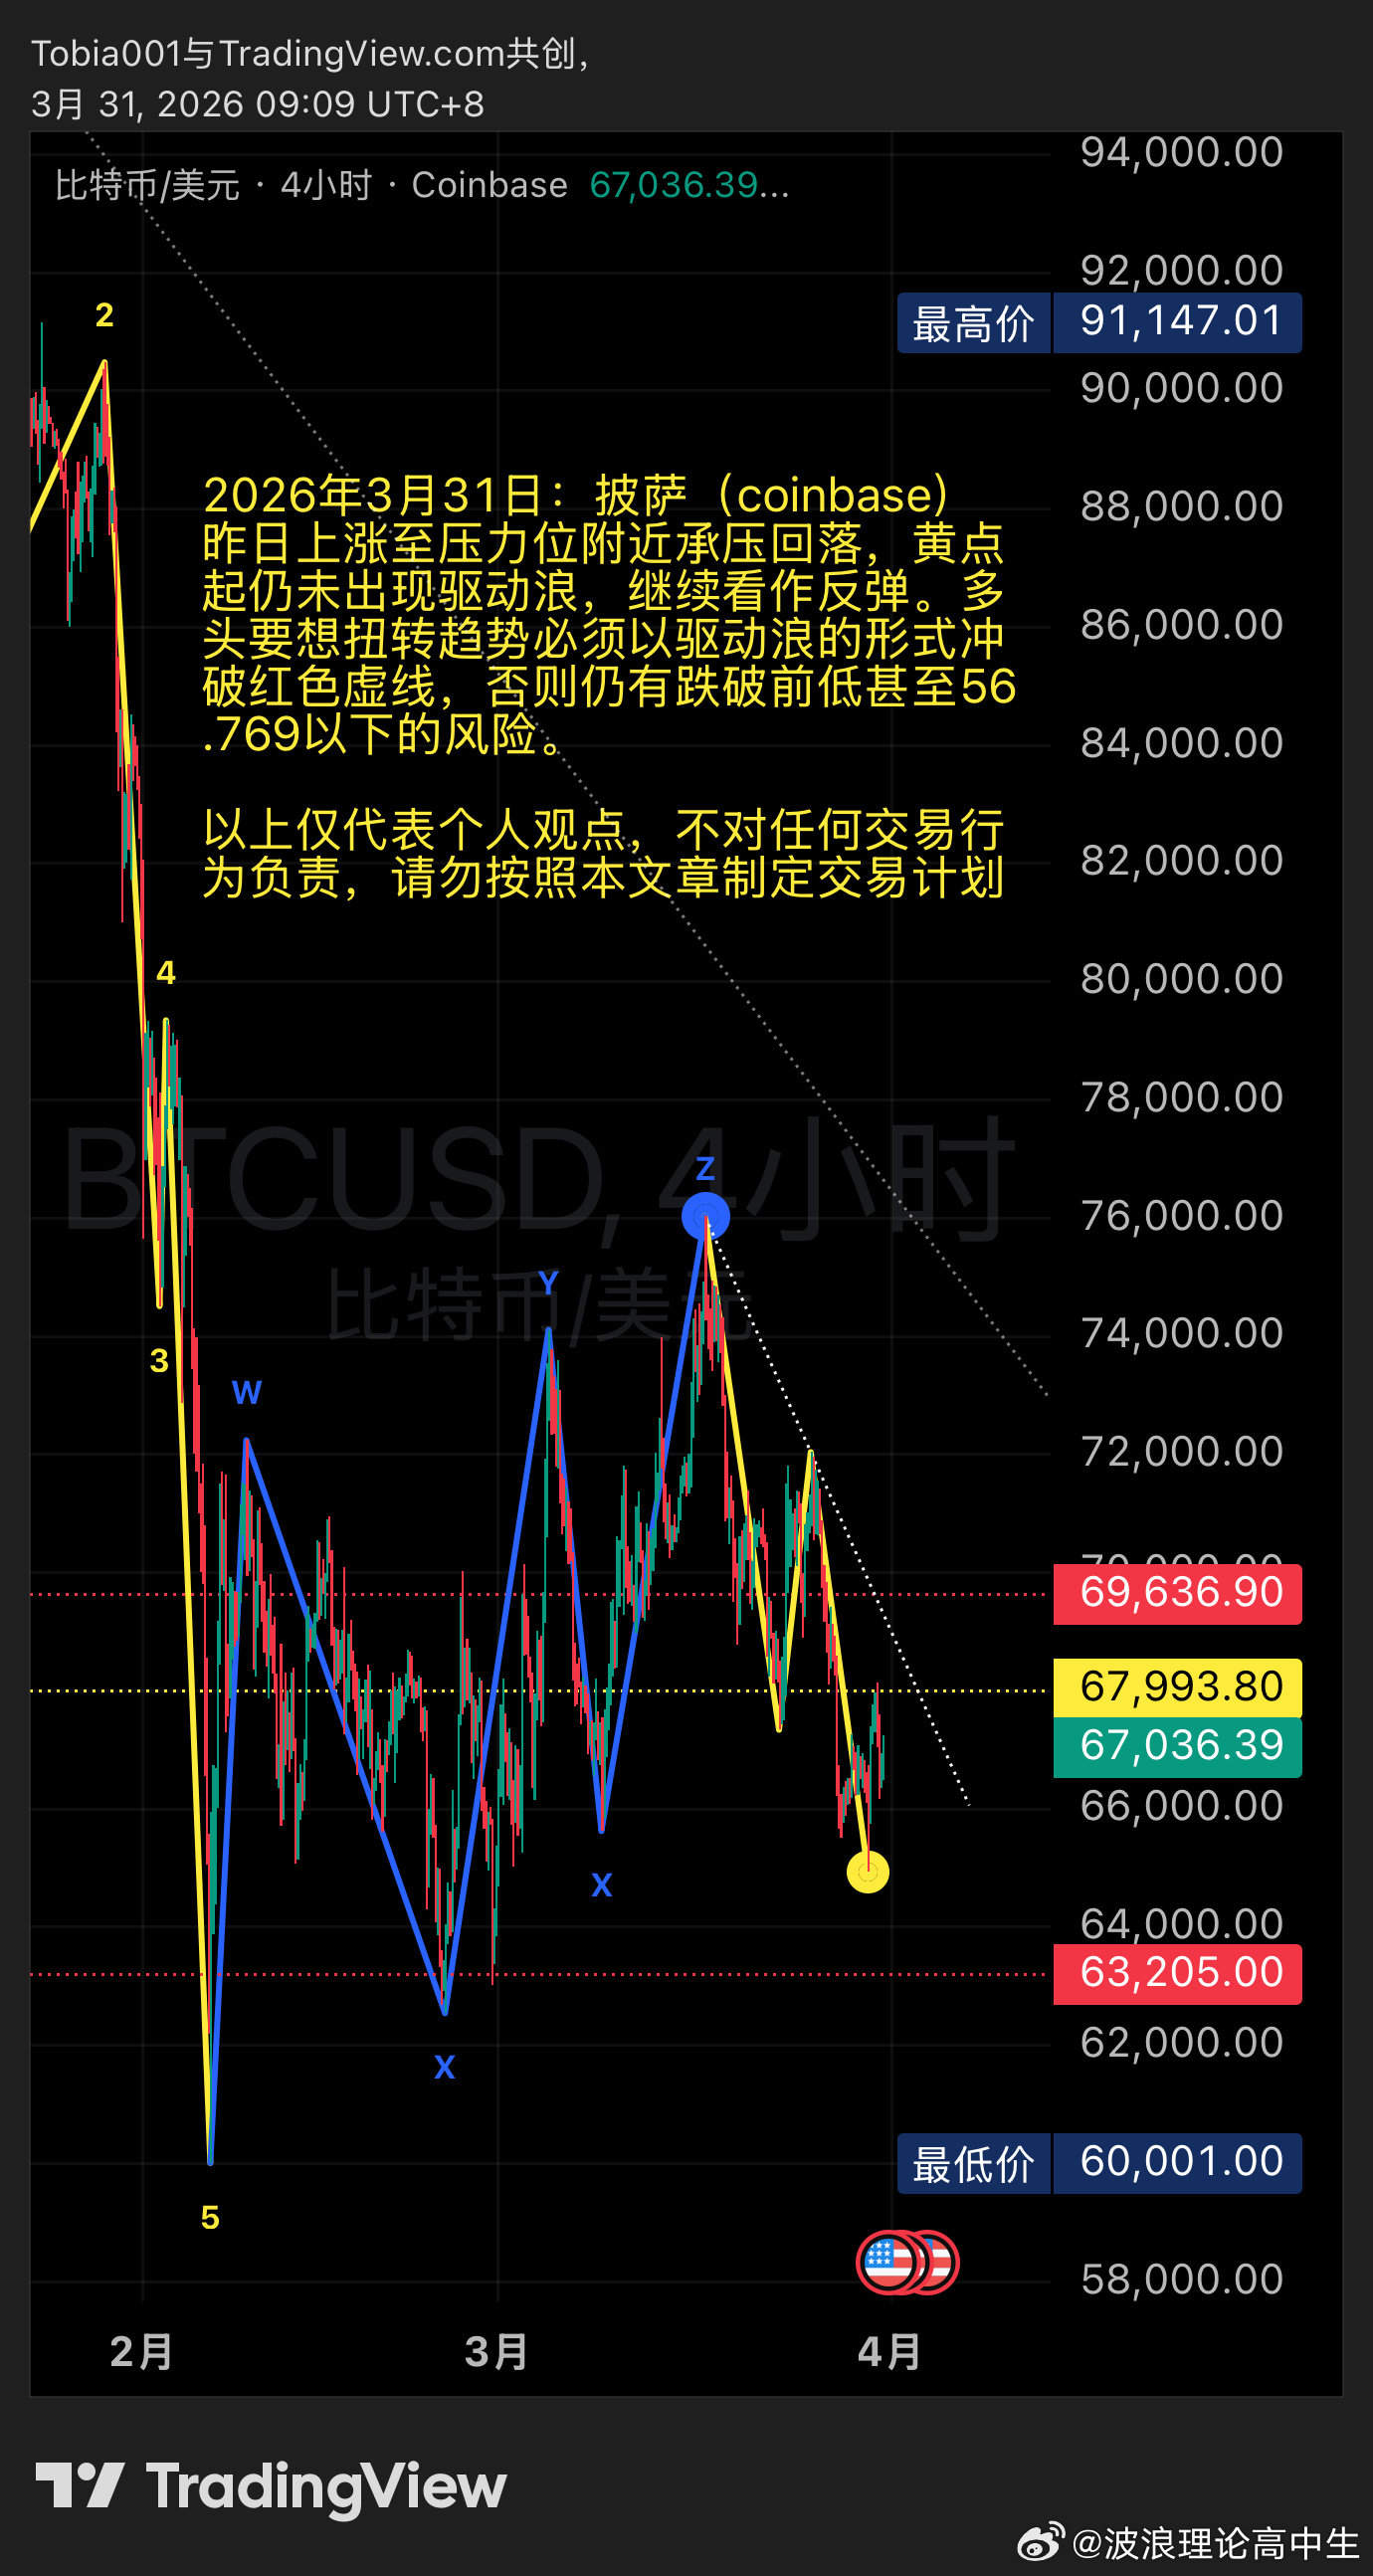 Tobia001与TradingView.com共创,
3月 31, 2026 09:09 UTC+8
比特币/美元 · 4小时 · Coinbase 67,036.39...
94,000.00
92,000.00
最高价 91,147.01
90,000.00
2
2026年3月31日：披萨（coinbase）
昨日上涨至压力位附近承压回落，黄点
起仍未出现驱动浪，继续看作反弹。多
头要想扭转趋势必须以驱动浪的形式冲
破红色虚线，否则仍有跌破前低甚至56
.769以下的风险。
以上仅代表个人观点，不对任何交易行
为负责，请勿按照本文章制定交易计划
88,000.00
86,000.00
84,000.00
82,000.00
80,000.00
4
78,000.00
BTCUSD, 4小时
比特币/美元
Z
76,000.00
Y
74,000.00
3
W
72,000.00
70,000.00
69,636.90
67,993.80
67,036.39
66,000.00
X
64,000.00
63,205.00
62,000.00
X
最低价 60,001.00
5
58,000.00
2月 3月 4月
TradingView
@波浪理论高中生